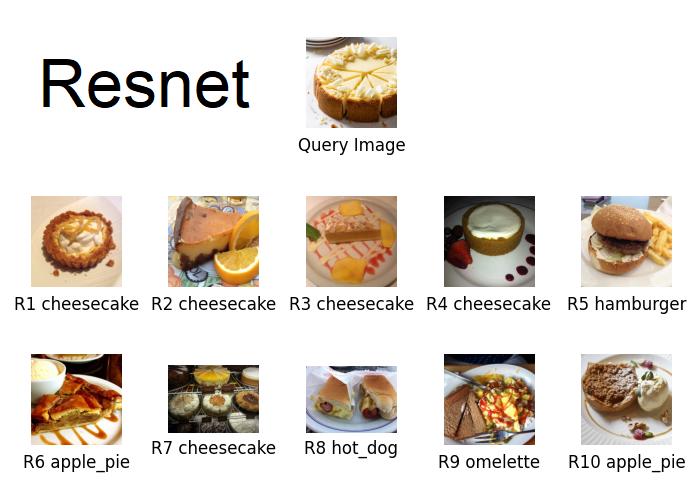 Resnet
Query Image
R1 cheesecake
R2 cheesecake
R3 cheesecake
R4 cheesecake
R5 hamburger
R6 apple_pie
R7 cheesecake
R8 hot_dog
R9 omelette
R10 apple_pie